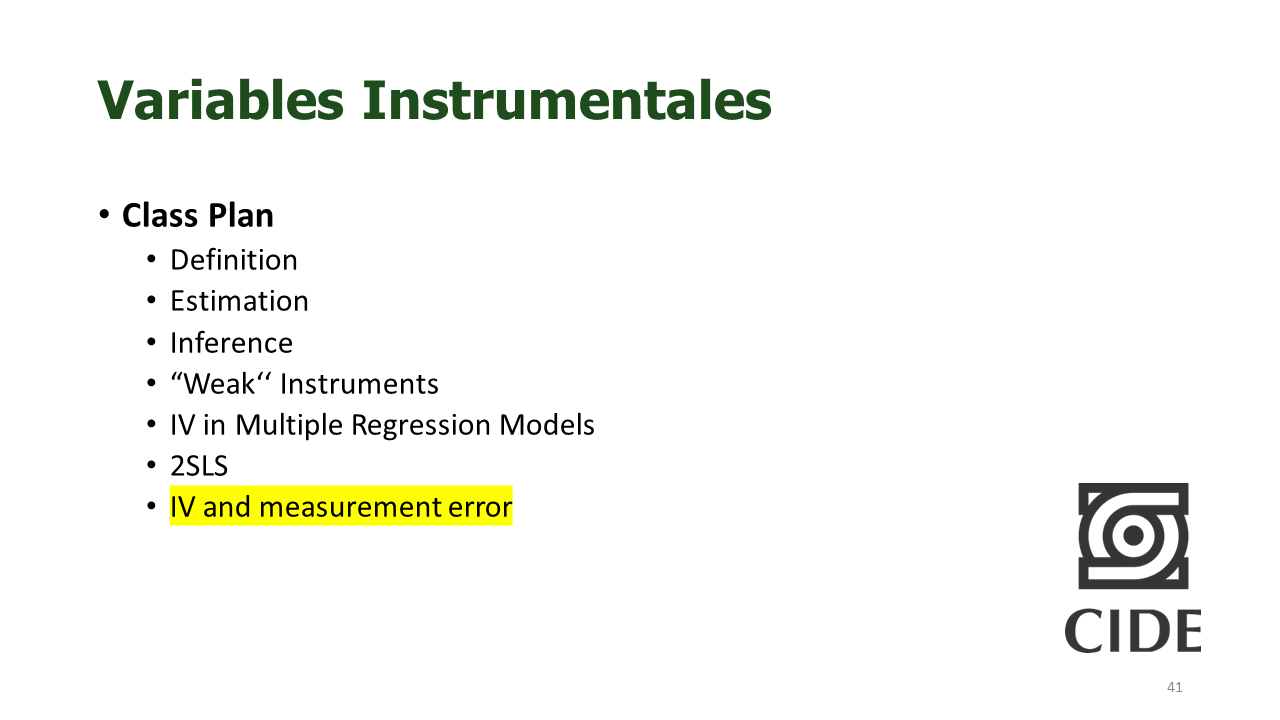 Variables Instrumentales
• Class Plan
• Definition
• Estimation
• Inference
• “Weak‘‘ Instruments
• IV in Multiple Regression Models
• 2SLS
• IV and measurement error
CIDE
41